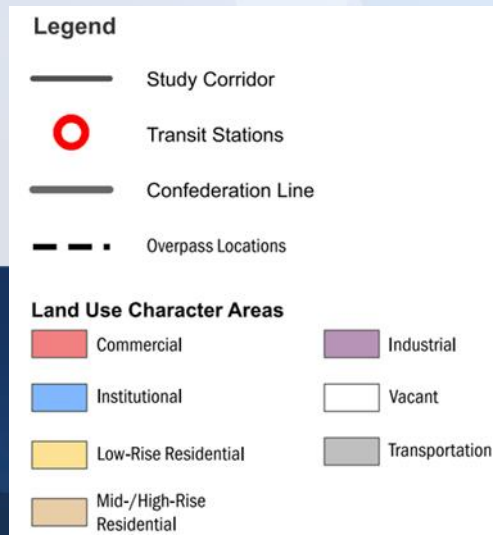 Legend
Study Corridor
Transit Stations
Confederation Line
Overpass Locations
Land Use Character Areas
Commercial
Institutional
Low-Rise Residential
Mid-/High-Rise
Residential
Industrial
Vacant
Transportation